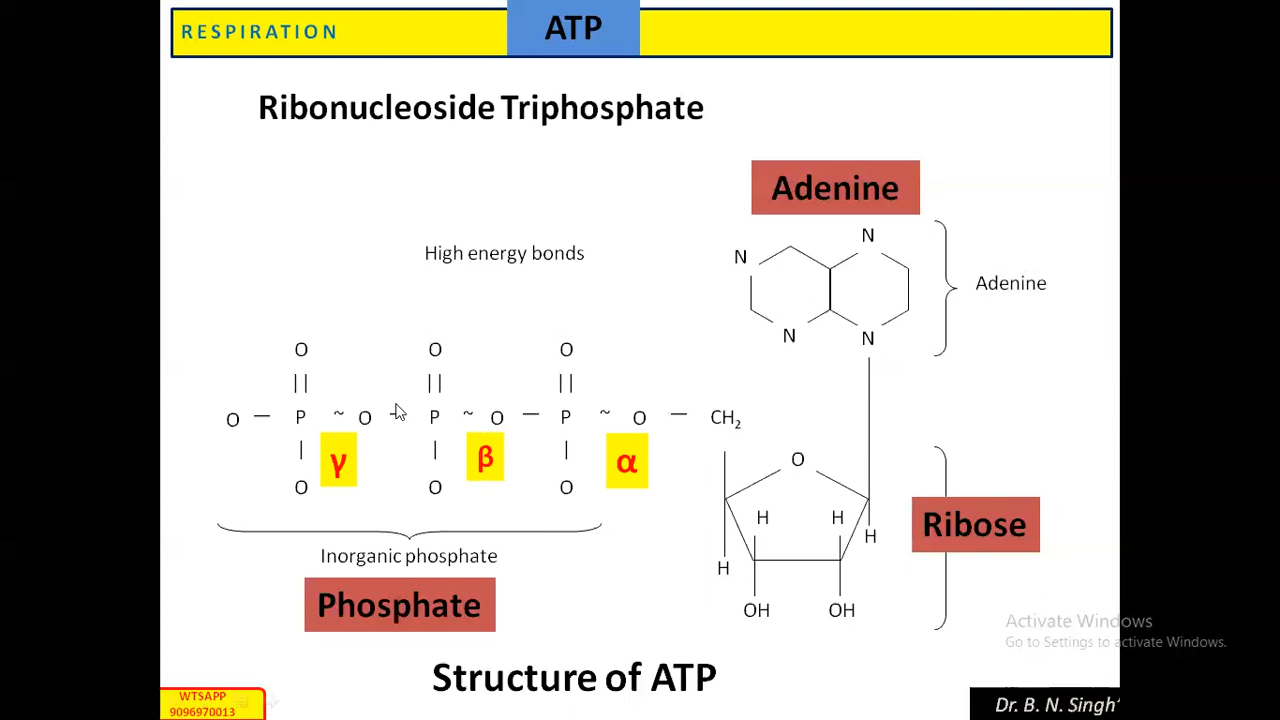 RESPIRATION
ATP
Ribonucleoside Triphosphate
Adenine
High energy bonds
N
N
N
N
Adenine
O O O
O — P ~ O — P ~ O — P ~ O — CH₂
γ β α
O O O
Inorganic phosphate
Phosphate
O
H H
H
H
OH OH
Ribose
Structure of ATP
Activate Windows
Go to Settings to activate Windows.
WTSAPP
9096970013
Dr. B. N. Singh'